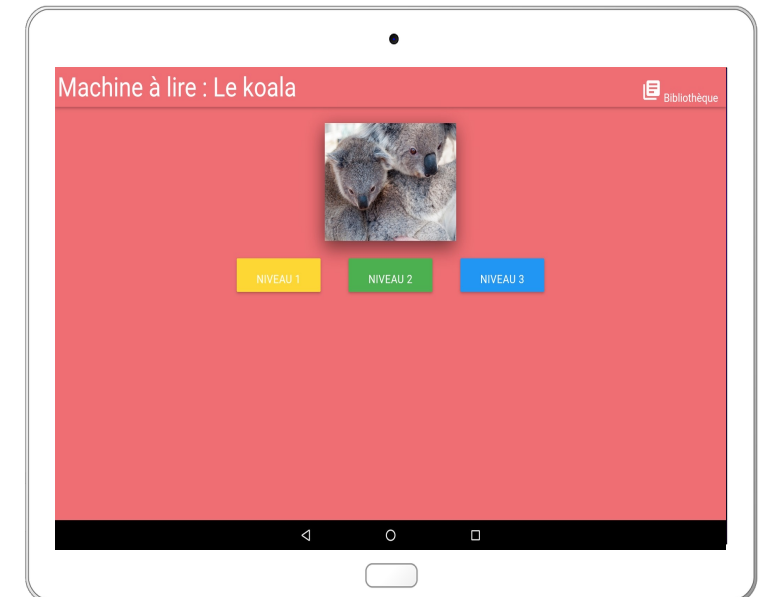 Machine à lire : Le koala
Bibliothèque
NIVEAU 1
NIVEAU 2
NIVEAU 3